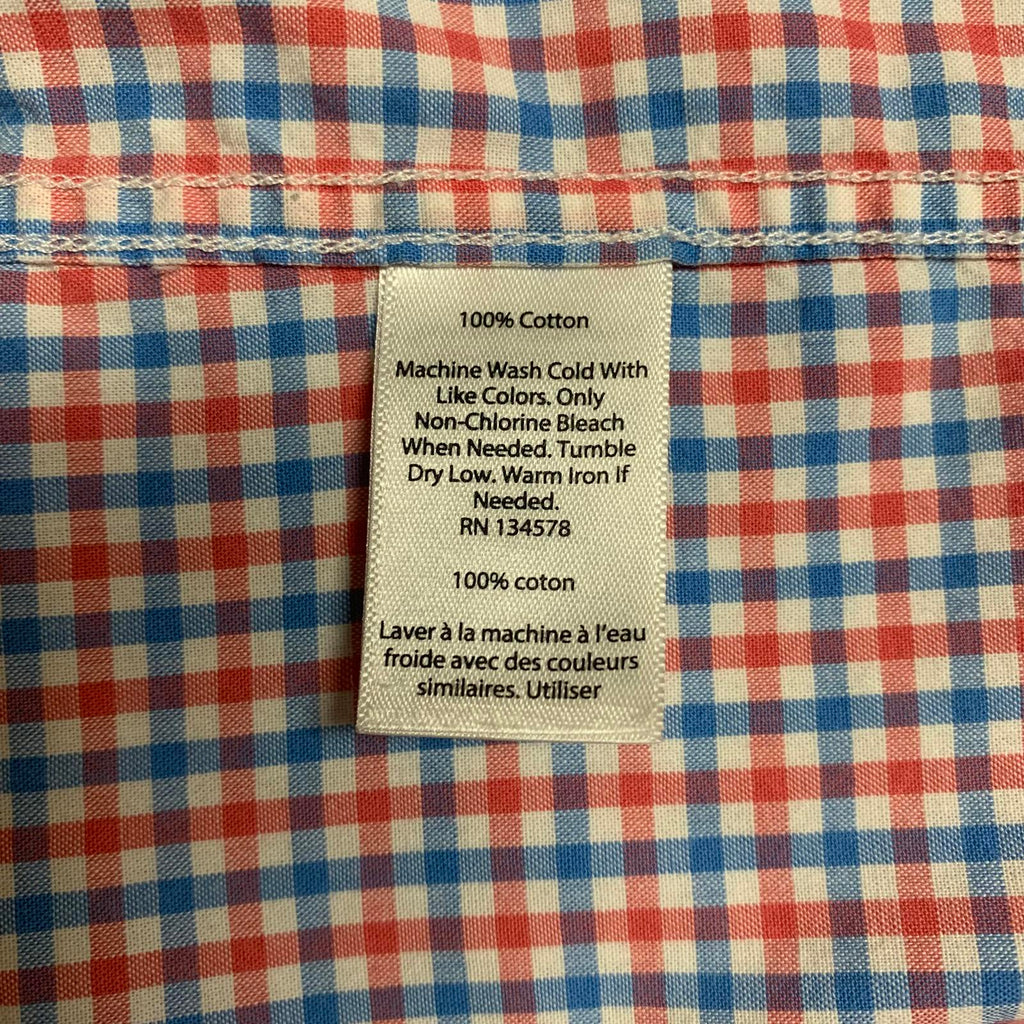 100% Cotton
Machine Wash Cold With
Like Colors. Only
Non-Chlorine Bleach
When Needed. Tumble
Dry Low. Warm Iron If
Needed.
RN 134578
100% coton
Laver à la machine à l'eau
froide avec des couleurs
similaires. Utiliser